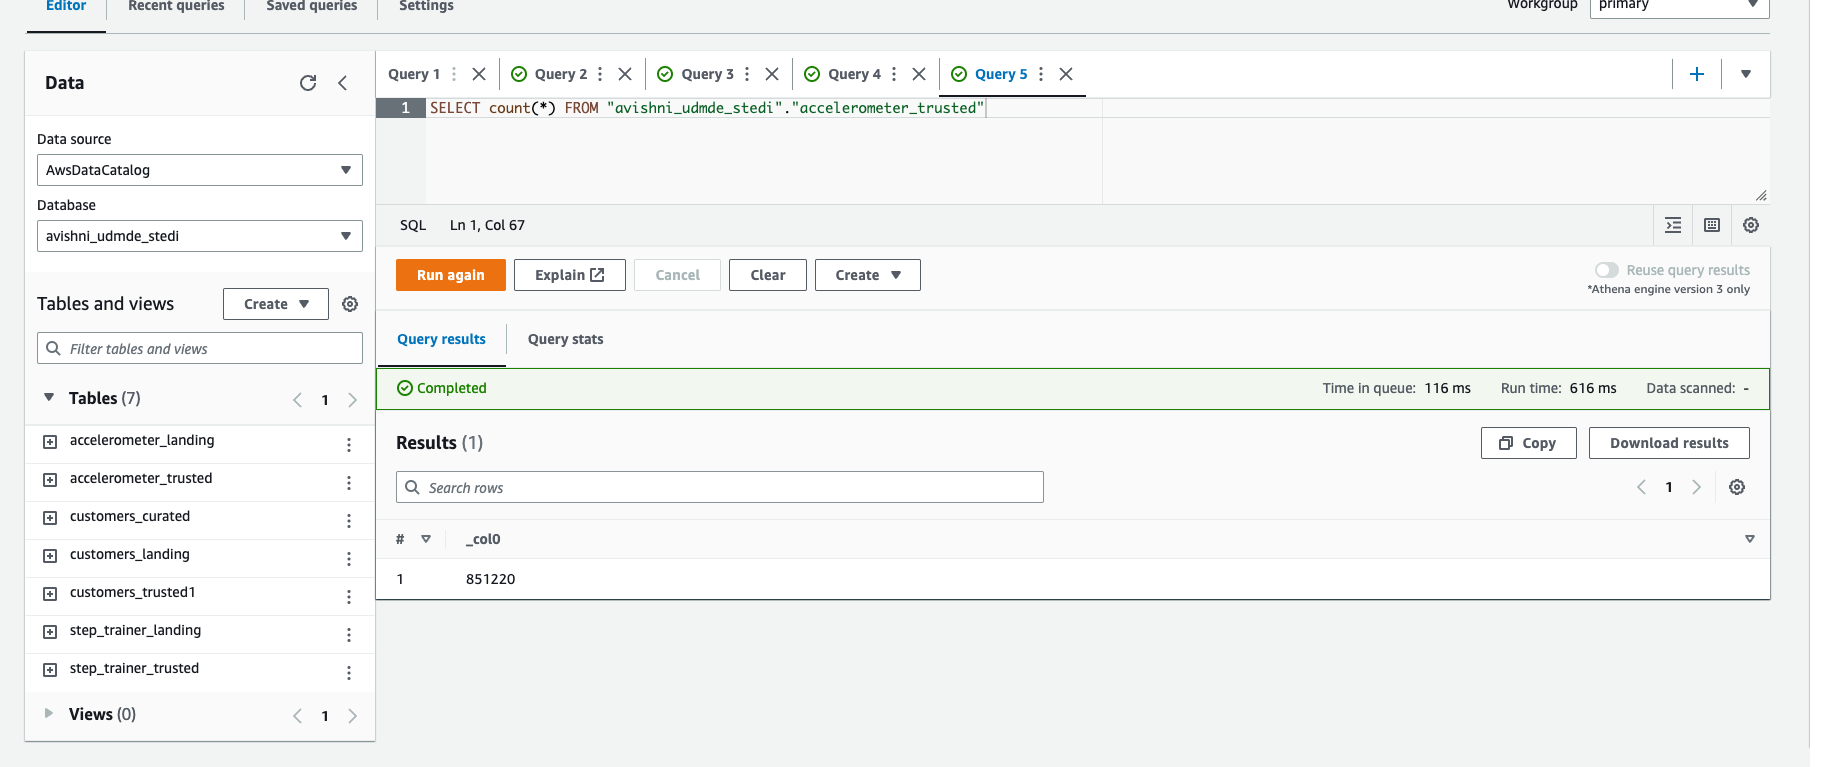 Editor
Recent queries
Saved queries
Settings
Workgroup
primary
Data
Data source
AwsDataCatalog
Database
avishni_udmde_stedi
Tables and views
Create
Filter tables and views
Tables (7)
1
accelerometer_landing
accelerometer_trusted
customers_curated
customers_landing
customers_trusted1
step_trainer_landing
step_trainer_trusted
Views (0)
1
Query 1
Query 2
Query 3
Query 4
Query 5
1 SELECT count(*) FROM "avishni_udmde_stedi"."accelerometer_trusted"
SQL Ln 1, Col 67
Run again
Explain
Cancel
Clear
Create
Reuse query results
*Athena engine version 3 only
Query results
Query stats
Completed
Time in queue: 116 ms
Run time: 616 ms
Data scanned: -
Results (1)
Copy
Download results
Search rows
1
# _col0
1 851220